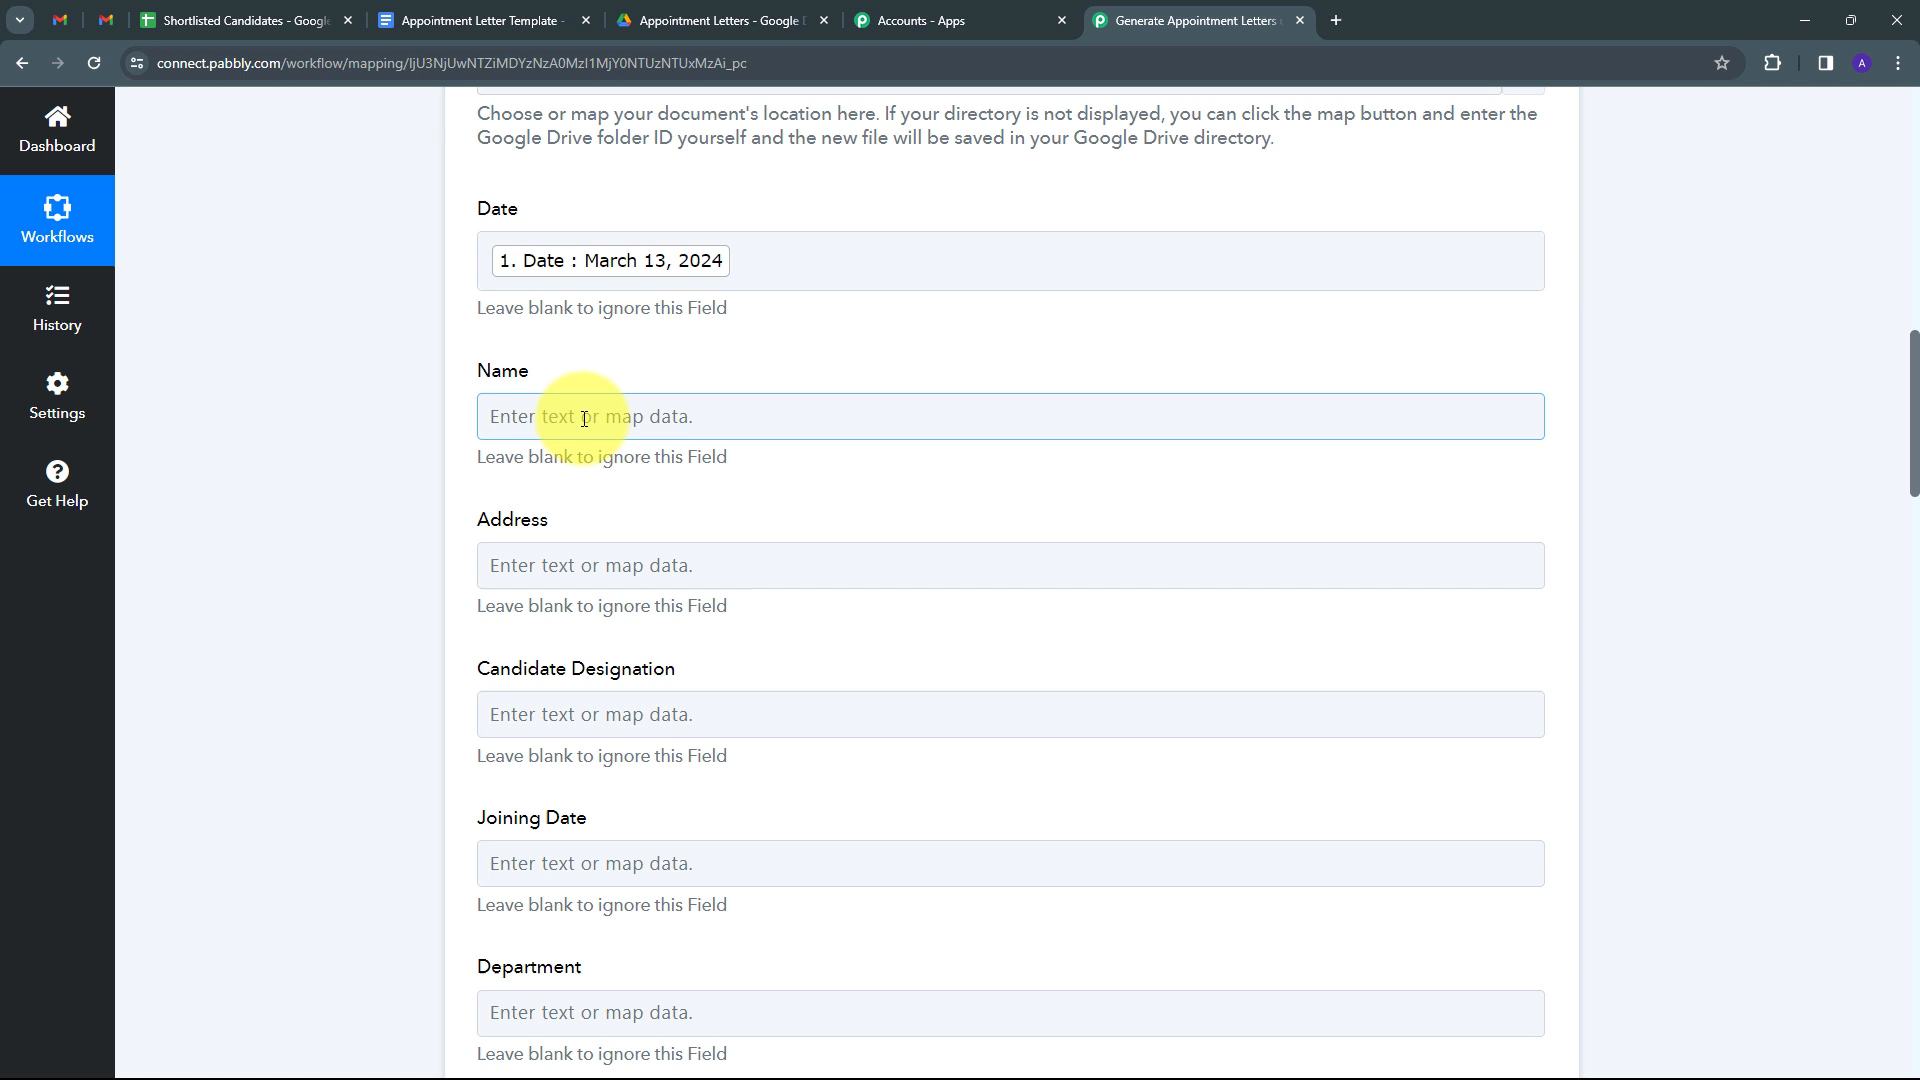 Shortlisted Candidates - Google
Appointment Letter Template -
Appointment Letters - Google D
Accounts - Apps
Generate Appointment Letters
connect.pabbly.com/workflow/mapping/IjU3NjUwNTZiMDYzNzA0MzI1MjY0NTUzNTUxMzAi_pc
A
Dashboard
Workflows
History
Settings
Get Help
Choose or map your document's location here. If your directory is not displayed, you can click the map button and enter the
Google Drive folder ID yourself and the new file will be saved in your Google Drive directory.
Date
1. Date : March 13, 2024
Leave blank to ignore this Field
Name
Enter text or map data.
Leave blank to ignore this Field
Address
Enter text or map data.
Leave blank to ignore this Field
Candidate Designation
Enter text or map data.
Leave blank to ignore this Field
Joining Date
Enter text or map data.
Leave blank to ignore this Field
Department
Enter text or map data.
Leave blank to ignore this Field